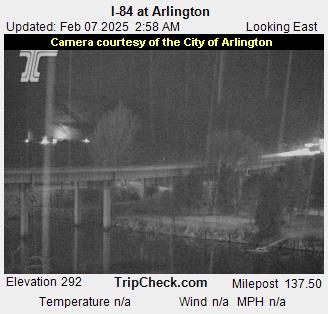 I-84 at Arlington
Updated: Feb 07 2025 2:58 AM Looking East
Camera courtesy of the City of Arlington
Elevation 292 TripCheck.com Milepost 137.50
Temperature n/a Wind n/a MPH n/a